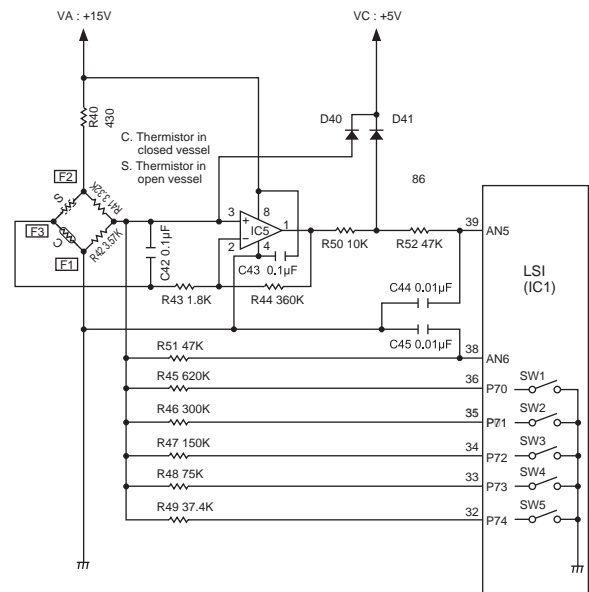 VA : +15V
VC : +5V
R40
430
D40
D41
C. Thermistor in
closed vessel
S. Thermistor in
open vessel
F2
S
R41 3.32K
F3
C
R42 3.57K
F1
C42 0.1µF
3
+
8
IC5
1
2
−
4
C43 0.1µF
R43 1.8K
R44 360K
R50 10K
86
R52 47K
39
AN5
LSI
(IC1)
C44 0.01µF
C45 0.01µF
R51 47K
38
AN6
R45 620K
36
P70
SW1
R46 300K
35
P71
SW2
R47 150K
34
P72
SW3
R48 75K
33
P73
SW4
R49 37.4K
32
P74
SW5